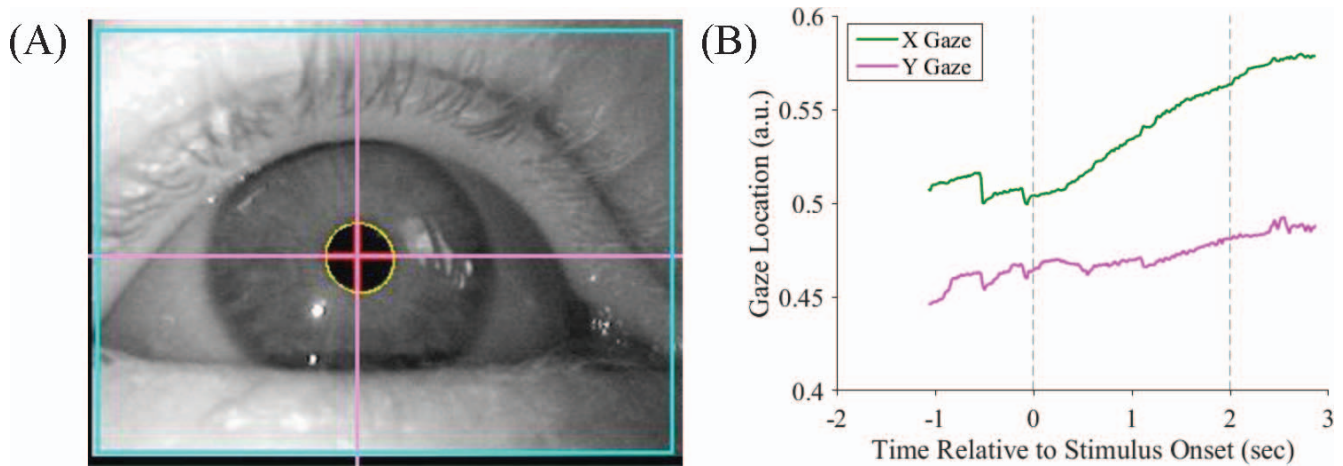 (A)
(B)
X Gaze
Y Gaze
Gaze Location (a.u.)
0.6
0.55
0.5
0.45
0.4
-2
-1
0
1
2
3
Time Relative to Stimulus Onset (sec)